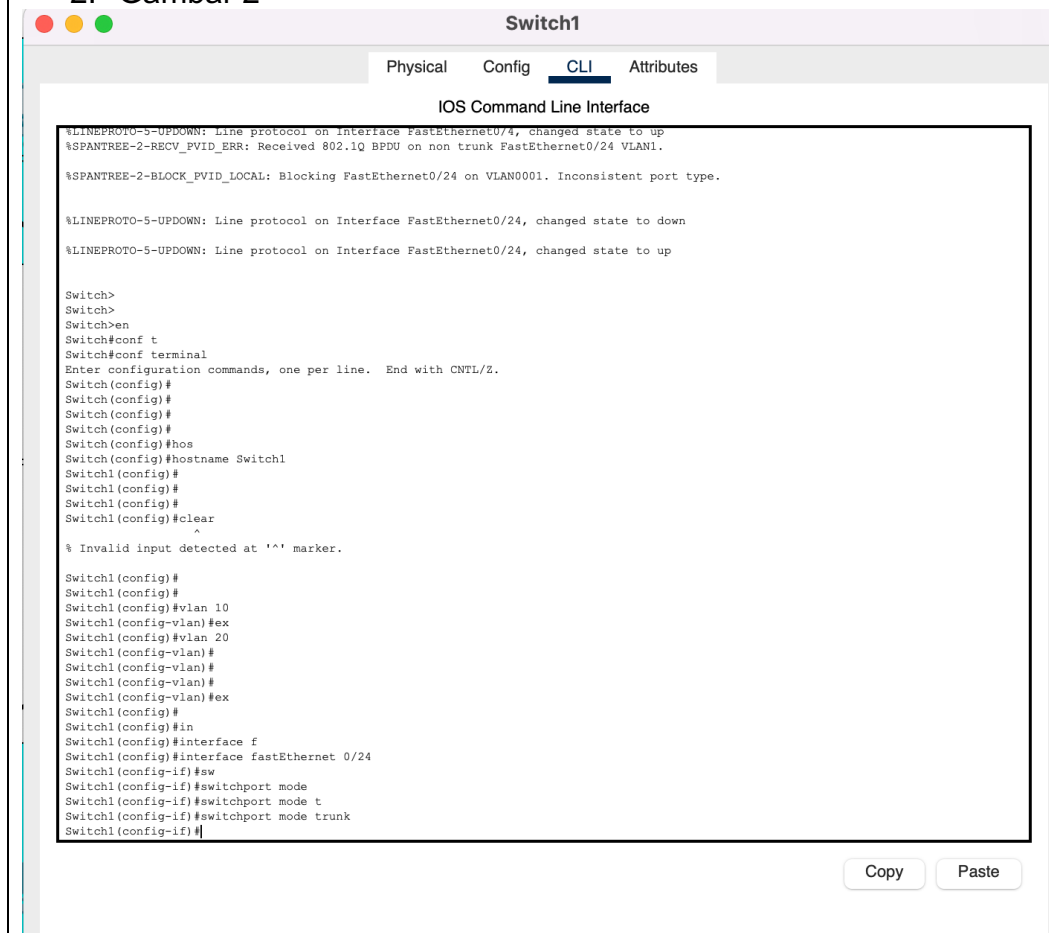 2. Gambar 2
Switch1
Physical Config CLI Attributes
IOS Command Line Interface
%LINEPROTO-5-UPDOWN: Line protocol on Interface FastEthernet0/4, changed state to up
%SPANTREE-2-RECV_PVID_ERR: Received 802.1Q BPDU on non trunk FastEthernet0/24 VLAN1.
%SPANTREE-2-BLOCK_PVID_LOCAL: Blocking FastEthernet0/24 on VLAN0001. Inconsistent port type.
%LINEPROTO-5-UPDOWN: Line protocol on Interface FastEthernet0/24, changed state to down
%LINEPROTO-5-UPDOWN: Line protocol on Interface FastEthernet0/24, changed state to up
Switch>
Switch>
Switch>en
Switch#conf t
Switch#conf terminal
Enter configuration commands, one per line. End with CNTL/Z.
Switch(config)#
Switch(config)#
Switch(config)#
Switch(config)#
Switch(config)#hos
Switch(config)#hostname Switch1
Switch1(config)#
Switch1(config)#
Switch1(config)#
Switch1(config)#clear
^
% Invalid input detected at '^' marker.
Switch1(config)#
Switch1(config)#
Switch1(config)#vlan 10
Switch1(config-vlan)#ex
Switch1(config)#vlan 20
Switch1(config-vlan)#
Switch1(config-vlan)#
Switch1(config-vlan)#
Switch1(config-vlan)#ex
Switch1(config)#
Switch1(config)#in
Switch1(config)#interface f
Switch1(config)#interface fastEthernet 0/24
Switch1(config-if)#sw
Switch1(config-if)#switchport mode
Switch1(config-if)#switchport mode t
Switch1(config-if)#switchport mode trunk
Switch1(config-if)#
Copy Paste